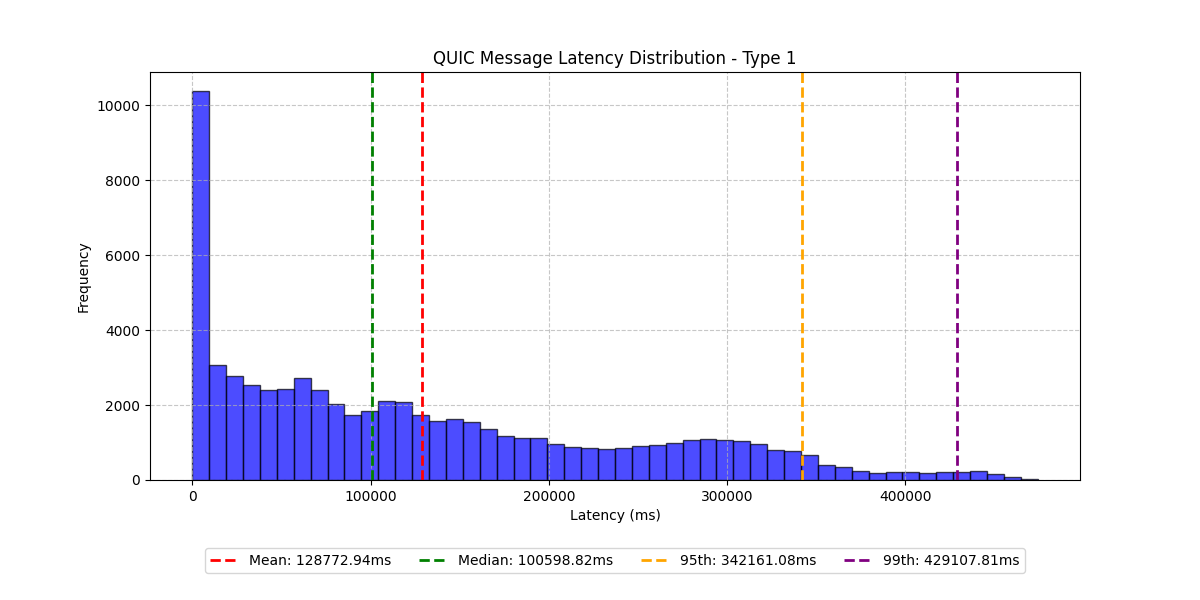 QUIC Message Latency Distribution - Type 1
10000
8000
6000
4000
2000
0
Frequency
0 100000 200000 300000 400000
Latency (ms)
Mean: 128772.94ms Median: 100598.82ms 95th: 342161.08ms 99th: 429107.81ms